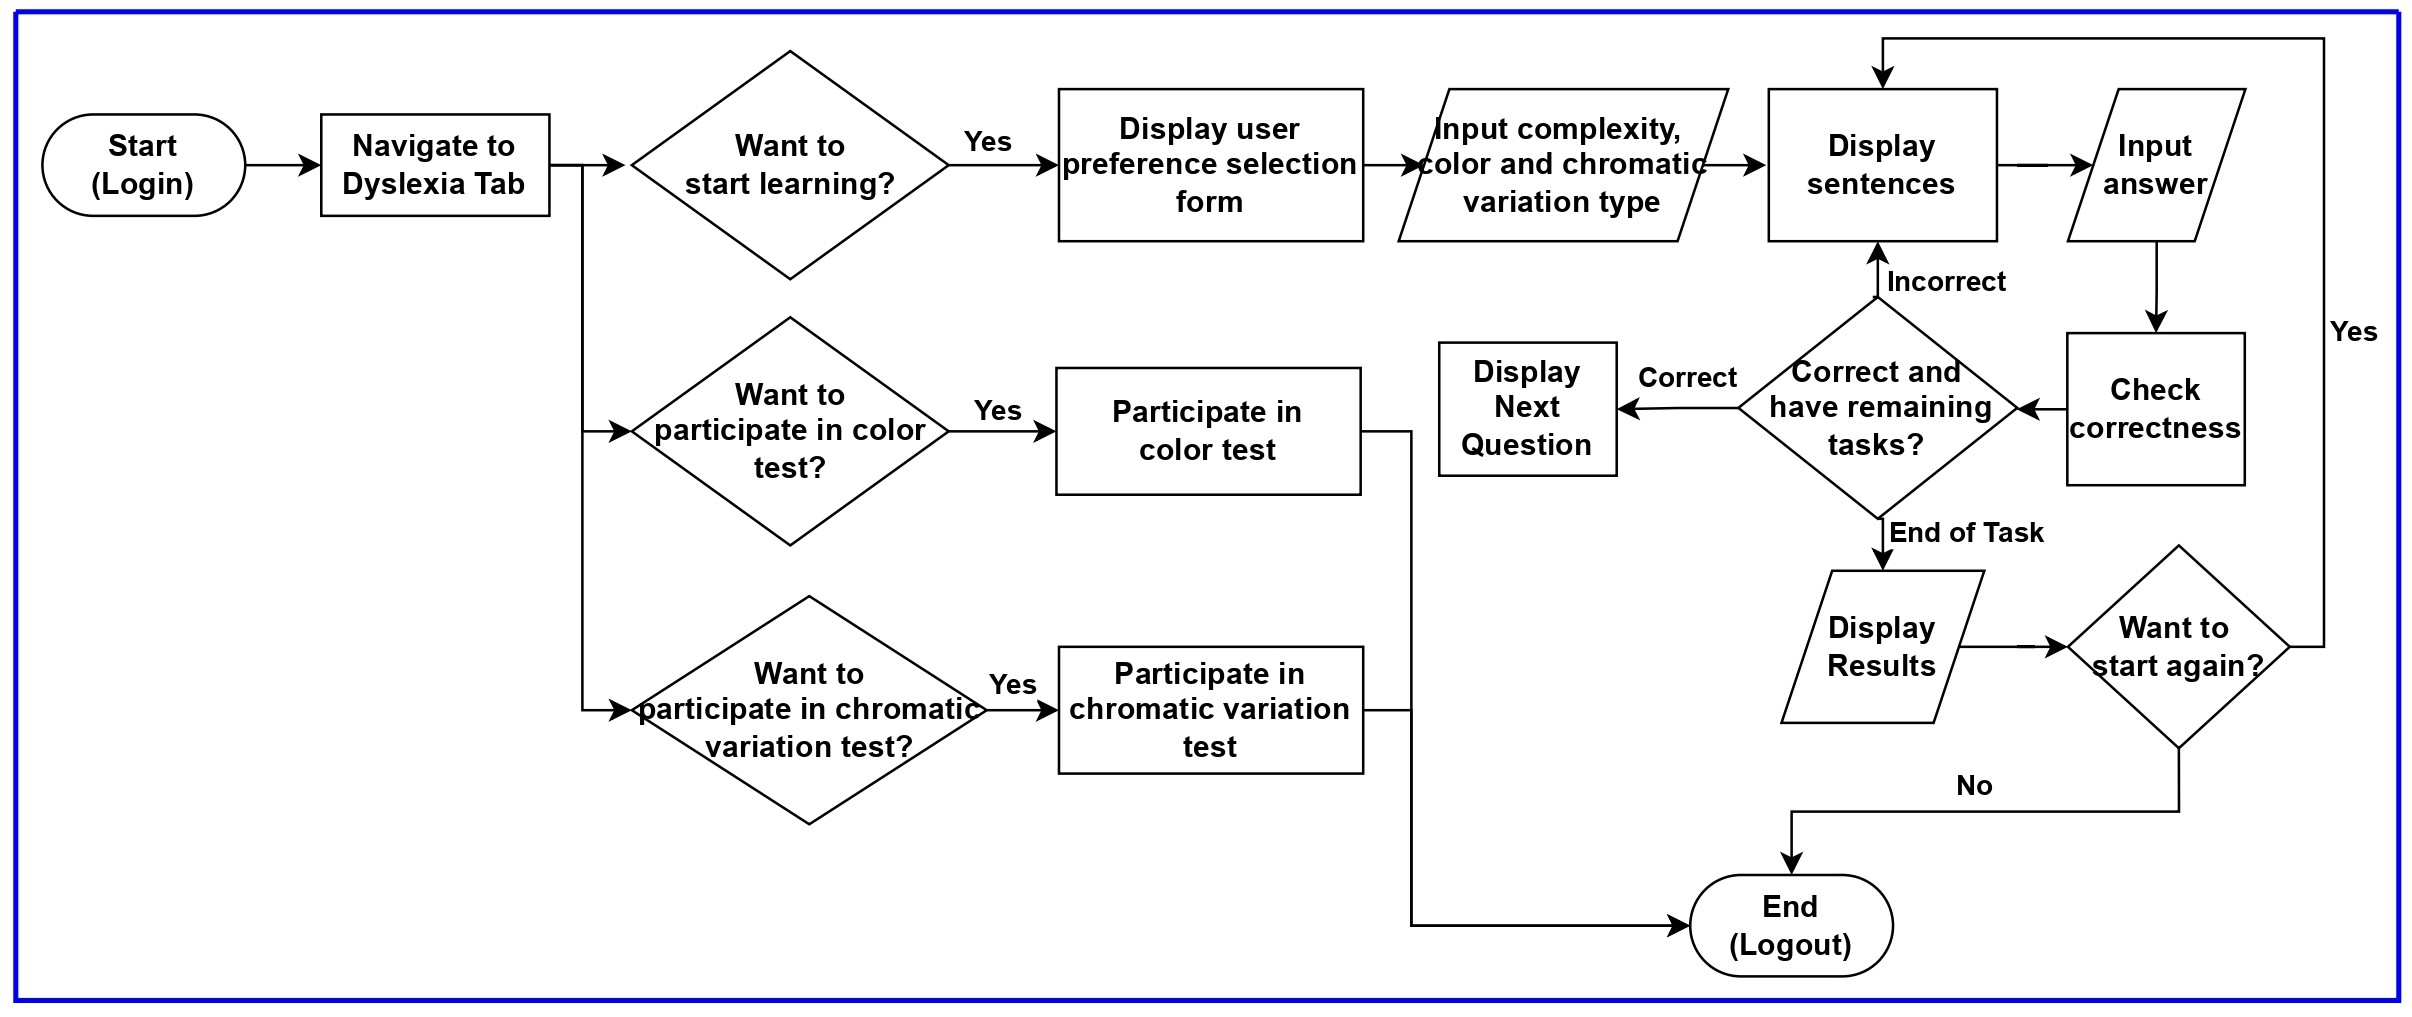 Start
(Login)
Navigate to
Dyslexia Tab
Want to
start learning?
Yes
Display user
preference selection
form
Input complexity,
color and chromatic
variation type
Display
sentences
Input
answer
Incorrect
Yes
Want to
participate in color
test?
Yes
Participate in
color test
Display
Next
Question
Correct
Correct and
have remaining
tasks?
Check
correctness
End of Task
Want to
participate in chromatic
variation test?
Yes
Participate in
chromatic variation
test
Display
Results
Want to
start again?
No
End
(Logout)